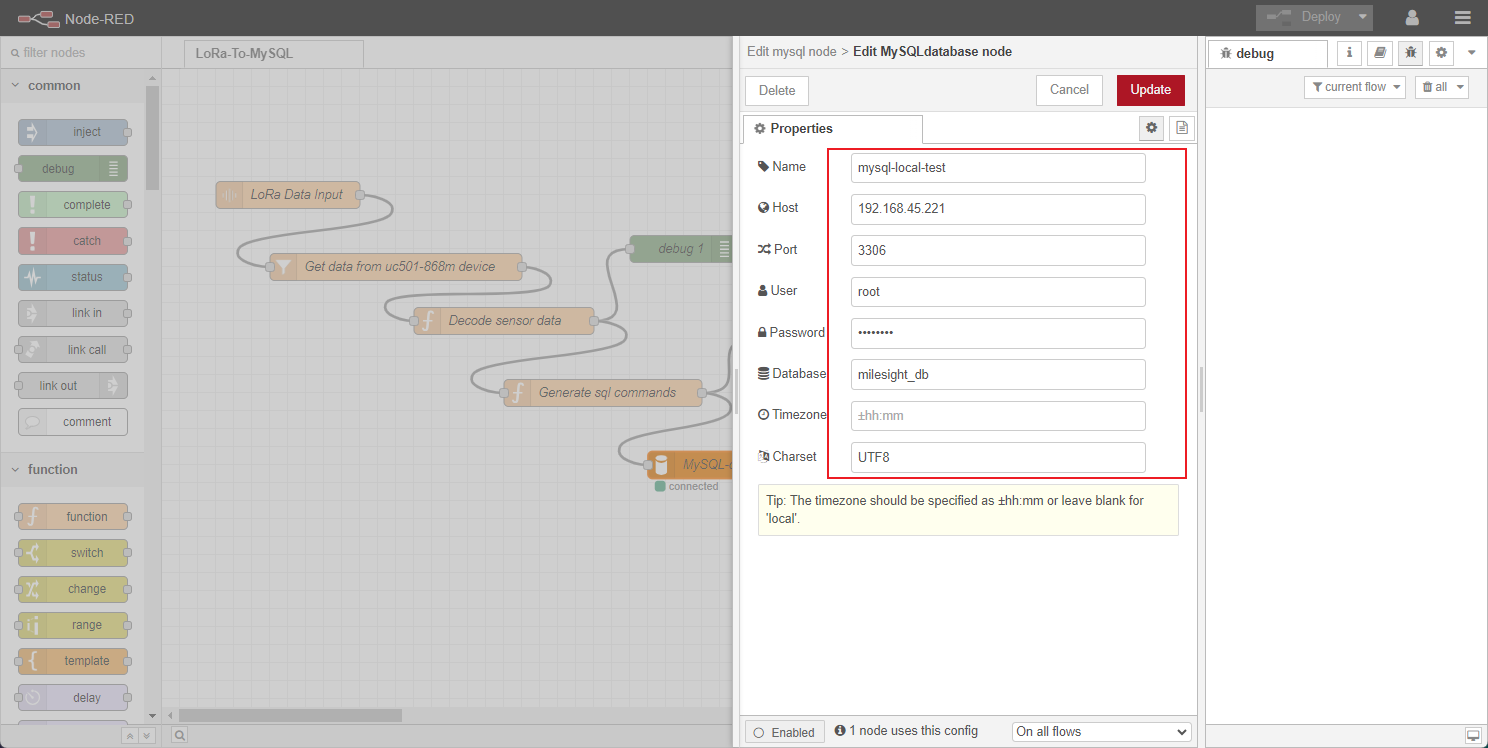 Node-RED
Deploy
filter nodes
common
inject
debug
complete
catch
status
link in
link call
link out
comment
function
function
switch
change
range
template
delay
LoRa-To-MySQL
LoRa Data Input
Get data from uc501-868m device
Decode sensor data
debug 1
Generate sql commands
MySQL-
connected
Edit mysql node > Edit MySQLdatabase node
Delete
Cancel
Update
Properties
Name
mysql-local-test
Host
192.168.45.221
Port
3306
User
root
Password
••••••••
Database
milesight_db
Timezone
±hh:mm
Charset
UTF8
Tip: The timezone should be specified as ±hh:mm or leave blank for
'local'.
Enabled
1 node uses this config
On all flows
debug
current flow
all